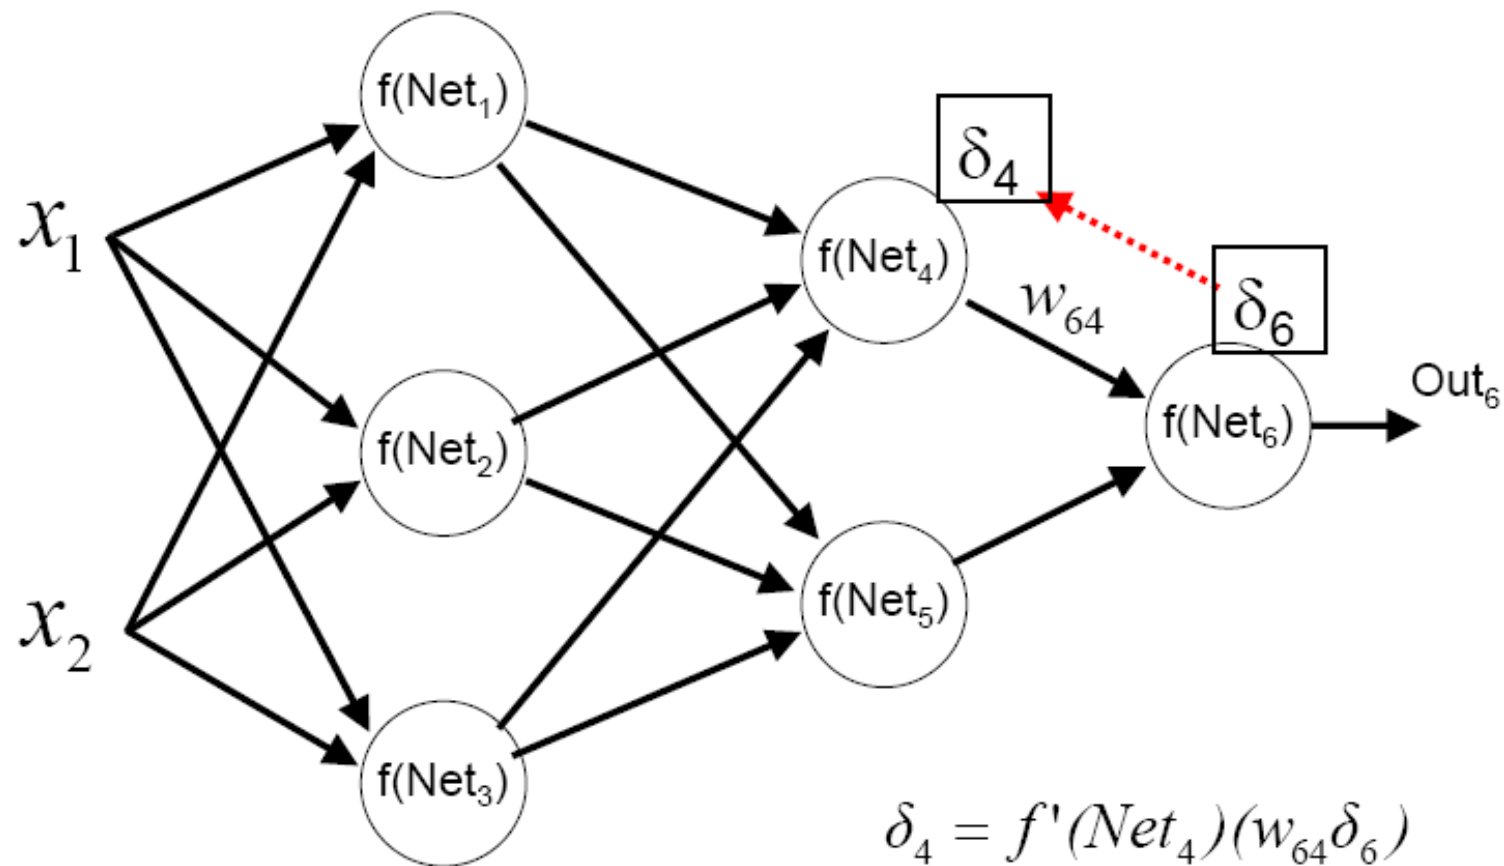 f(Net₁)
δ₄
x₁
f(Net₄)
w₆₄
δ₆
Out₆
f(Net₂)
f(Net₆)
x₂
f(Net₅)
f(Net₃)
δ₄ = f'(Net₄)(w₆₄δ₆)